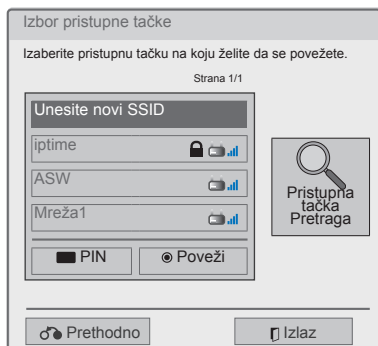 Izbor pristupne tačke
Izaberite pristupnu tačku na koju želite da se povežete.
Strana 1/1
Unesite novi SSID
iptime
ASW
Mreža1
PIN
Poveži
Pristupna
tačka
Pretraga
Prethodno
Izlaz